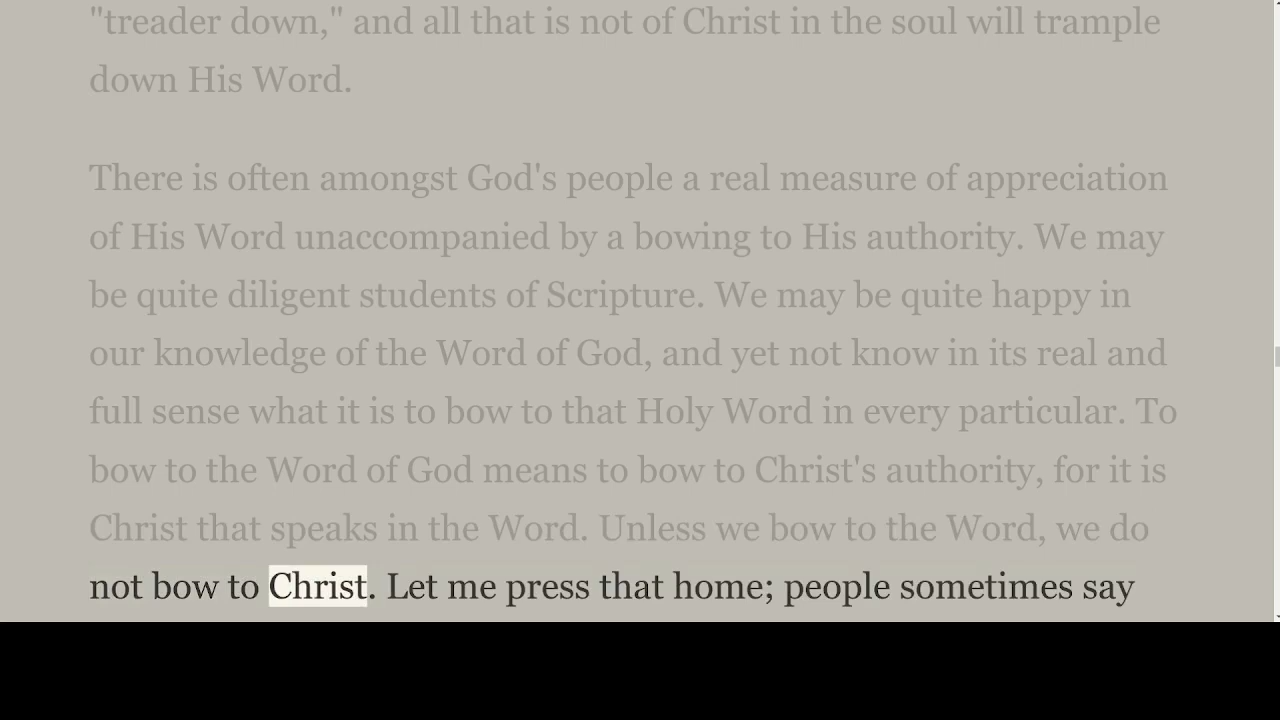 "treader down," and all that is not of Christ in the soul will trample
down His Word.
There is often amongst God's people a real measure of appreciation
of His Word unaccompanied by a bowing to His authority. We may
be quite diligent students of Scripture. We may be quite happy in
our knowledge of the Word of God, and yet not know in its real and
full sense what it is to bow to that Holy Word in every particular. To
bow to the Word of God means to bow to Christ's authority, for it is
Christ that speaks in the Word. Unless we bow to the Word, we do
not bow to Christ. Let me press that home; people sometimes say